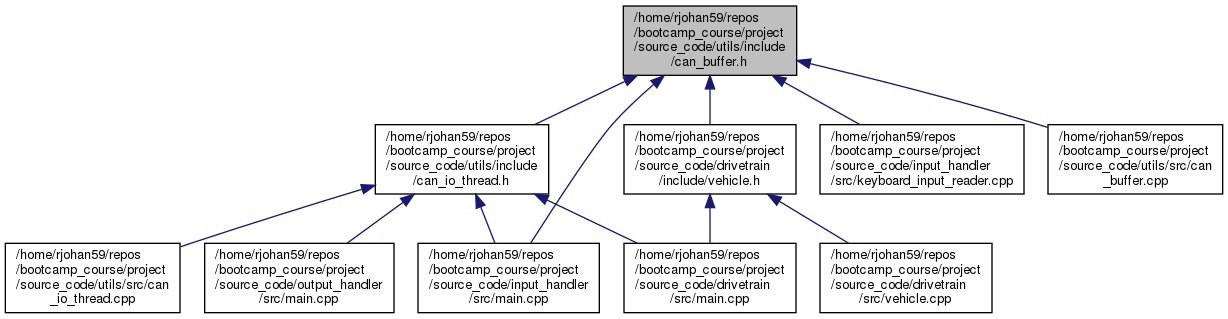 /home/rjohan59/repos
/bootcamp_course/project
/source_code/utils/include
/can_buffer.h
/home/rjohan59/repos
/bootcamp_course/project
/source_code/utils/include
/can_io_thread.h
/home/rjohan59/repos
/bootcamp_course/project
/source_code/drivetrain
/include/vehicle.h
/home/rjohan59/repos
/bootcamp_course/project
/source_code/input_handler
/src/keyboard_input_reader.cpp
/home/rjohan59/repos
/bootcamp_course/project
/source_code/utils/src/can
_buffer.cpp
/home/rjohan59/repos
/bootcamp_course/project
/source_code/utils/src/can
_io_thread.cpp
/home/rjohan59/repos
/bootcamp_course/project
/source_code/output_handler
/src/main.cpp
/home/rjohan59/repos
/bootcamp_course/project
/source_code/input_handler
/src/main.cpp
/home/rjohan59/repos
/bootcamp_course/project
/source_code/drivetrain
/src/main.cpp
/home/rjohan59/repos
/bootcamp_course/project
/source_code/drivetrain
/src/vehicle.cpp